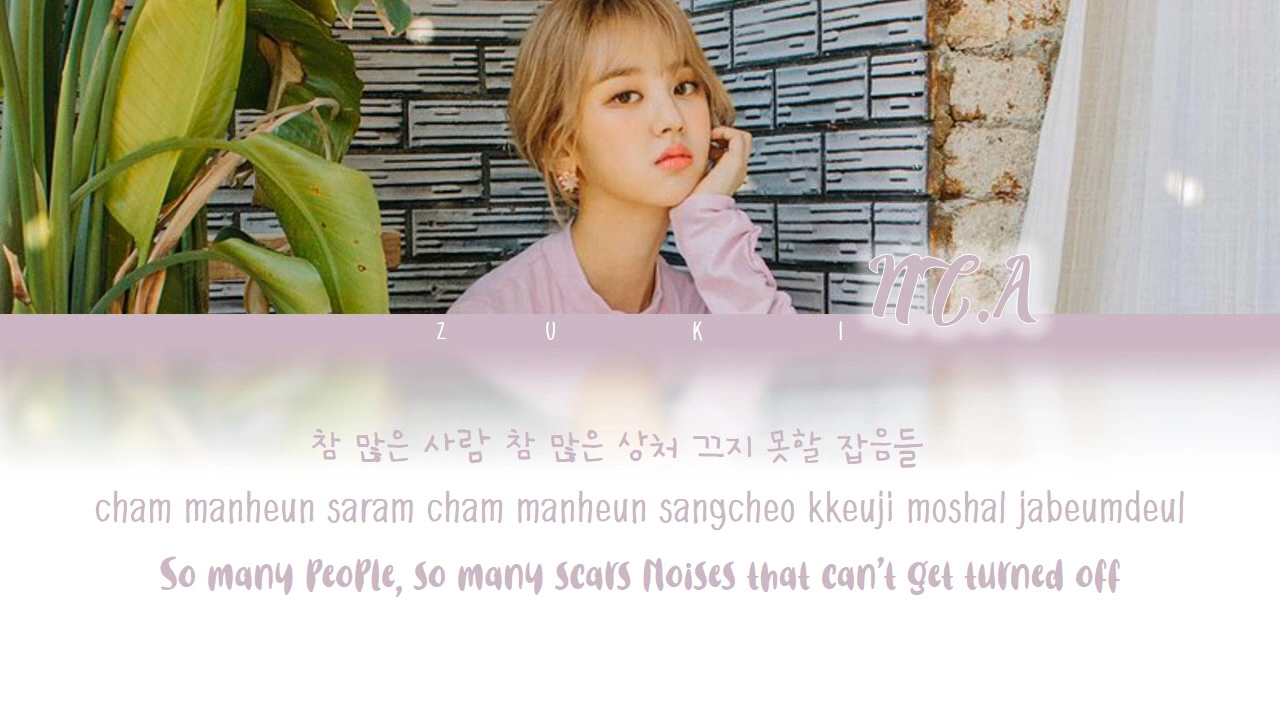 NC.A
Z U K I
참 많은 사람 참 많은 상처 끄지 못할 잡음들
cham manheun saram cham manheun sangcheo kkeuji moshal jabeumdeul
So many people, so many scars Noises that can't get turned off